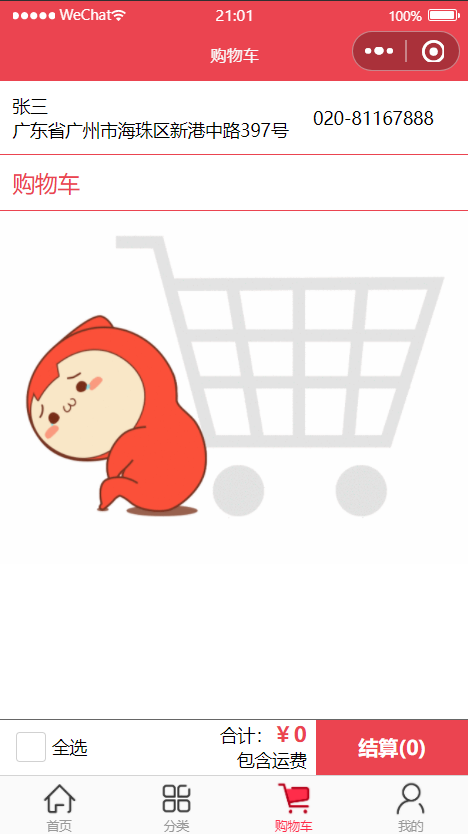 WeChat 21:01 100%
购物车
张三
广东省广州市海珠区新港中路397号 020-81167888
购物车
全选 合计: ¥0
包含运费
结算(0)
首页 分类 购物车 我的